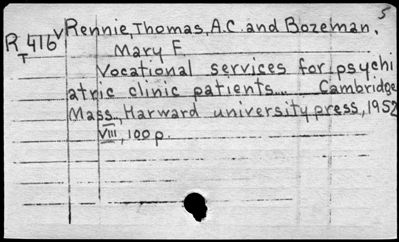 5
R 416 v Rennie, Thomas, A.C. and Bozeman,
T Mary F.
Vocational services for psychi
atric clinic patients... Cambridge
Mass., Harward university press, 1952
VIII, 100 p.